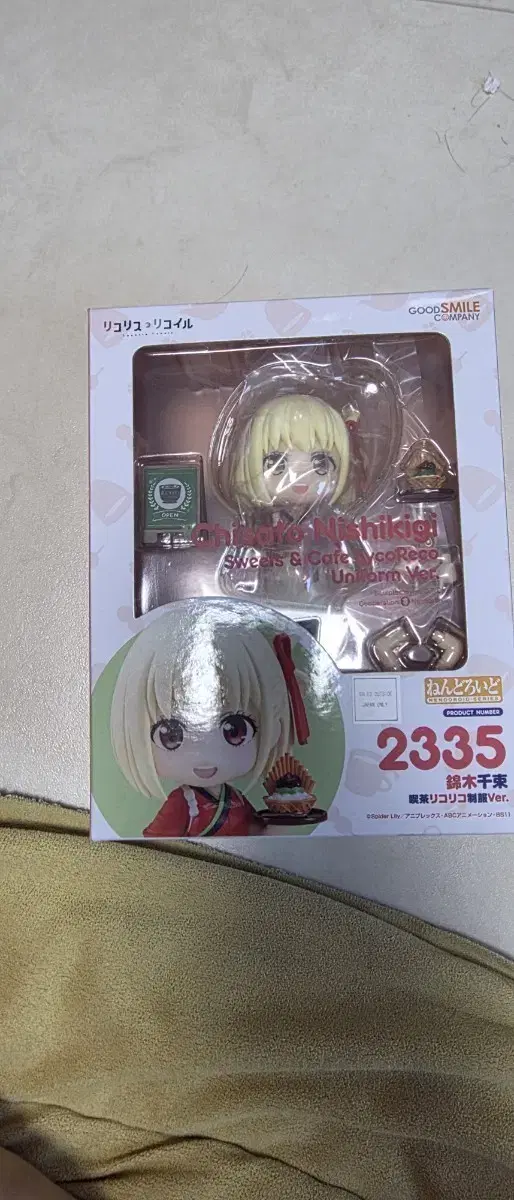 リコリス リコイル
GOOD SMILE
COMPANY
OPEN
Chisato Nishikigi
Sweets & Cafe LycoReco
Uniform Ver.
JAPAN ONLY
ねんどろいど
NENDOROID SERIES
PRODUCT NUMBER
2335
錦木千束
喫茶リコリコ制服Ver.
©Spider Lily／アニプレックス・ABCアニメーション・BS11